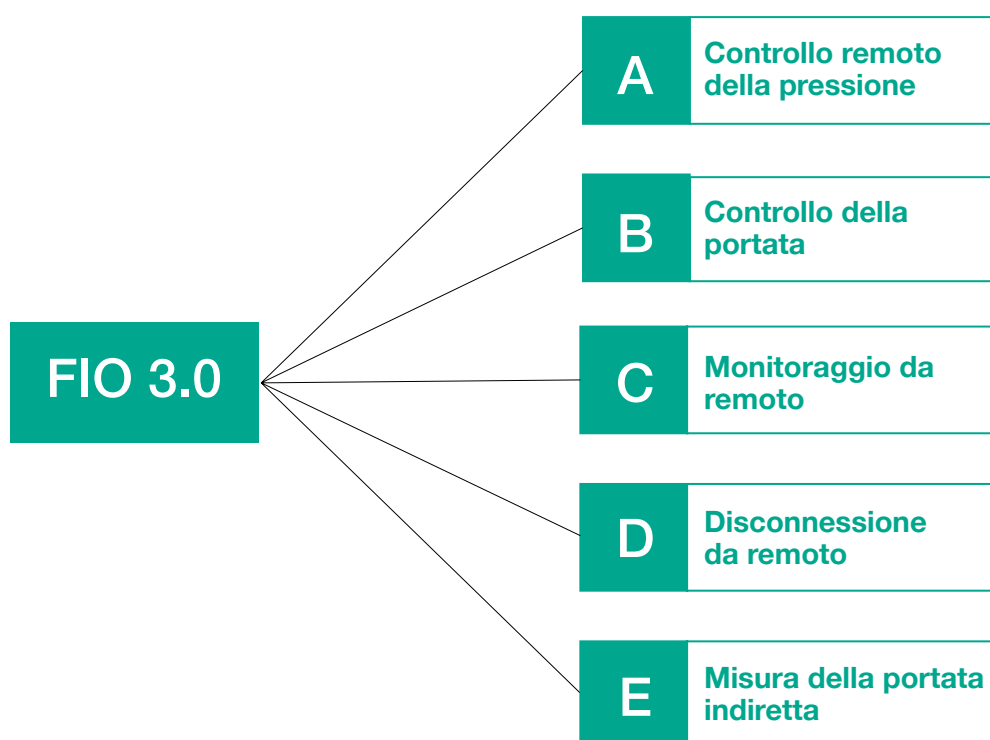 A
Controllo remoto
della pressione
B
Controllo della
portata
FIO 3.0
C
Monitoraggio da
remoto
D
Disconnessione
da remoto
E
Misura della portata
indiretta